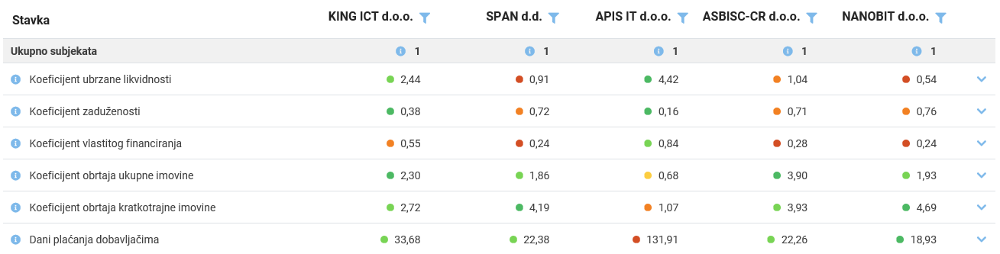 Stavka KING ICT d.o.o. SPAN d.d. APIS IT d.o.o. ASBISC-CR d.o.o. NANOBIT d.o.o.
Ukupno subjekata 1 1 1 1 1
Koeficijent ubrzane likvidnosti 2,44 0,91 4,42 1,04 0,54
Koeficijent zaduženosti 0,38 0,72 0,16 0,71 0,76
Koeficijent vlastitog financiranja 0,55 0,24 0,84 0,28 0,24
Koeficijent obrtaja ukupne imovine 2,30 1,86 0,68 3,90 1,93
Koeficijent obrtaja kratkotrajne imovine 2,72 4,19 1,07 3,93 4,69
Dani plaćanja dobavljačima 33,68 22,38 131,91 22,26 18,93